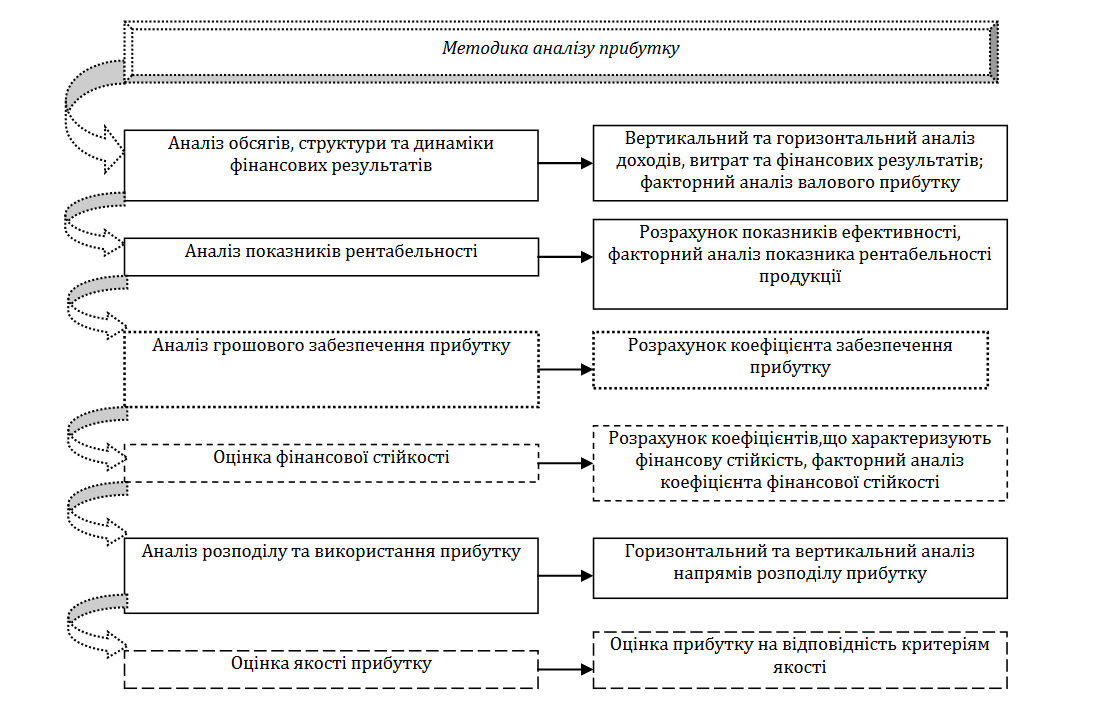 Методика аналізу прибутку
Аналіз обсягів, структури та динаміки
фінансових результатів
Вертикальний та горизонтальний аналіз
доходів, витрат та фінансових результатів;
факторний аналіз валового прибутку
Аналіз показників рентабельності
Розрахунок показників ефективності,
факторний аналіз показника рентабельності
продукції
Аналіз грошового забезпечення прибутку
Розрахунок коефіцієнта забезпечення
прибутку
Оцінка фінансової стійкості
Розрахунок коефіцієнтів,що характеризують
фінансову стійкість, факторний аналіз
коефіцієнта фінансової стійкості
Аналіз розподілу та використання прибутку
Горизонтальний та вертикальний аналіз
напрямів розподілу прибутку
Оцінка якості прибутку
Оцінка прибутку на відповідність критеріям
якості